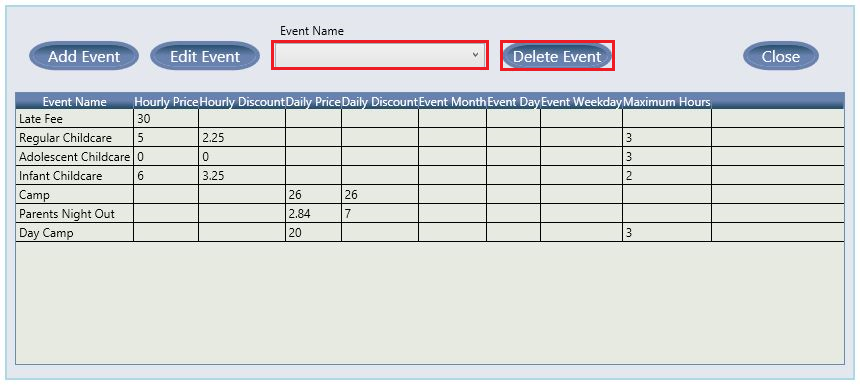 Event Name
Add Event Edit Event Delete Event Close
Event Name Hourly Price Hourly Discount Daily Price Daily Discount Event Month Event Day Event Weekday Maximum Hours
Late Fee 30
Regular Childcare 5 2.25 3
Adolescent Childcare 0 0 3
Infant Childcare 6 3.25 2
Camp 26 26
Parents Night Out 2.84 7
Day Camp 20 3